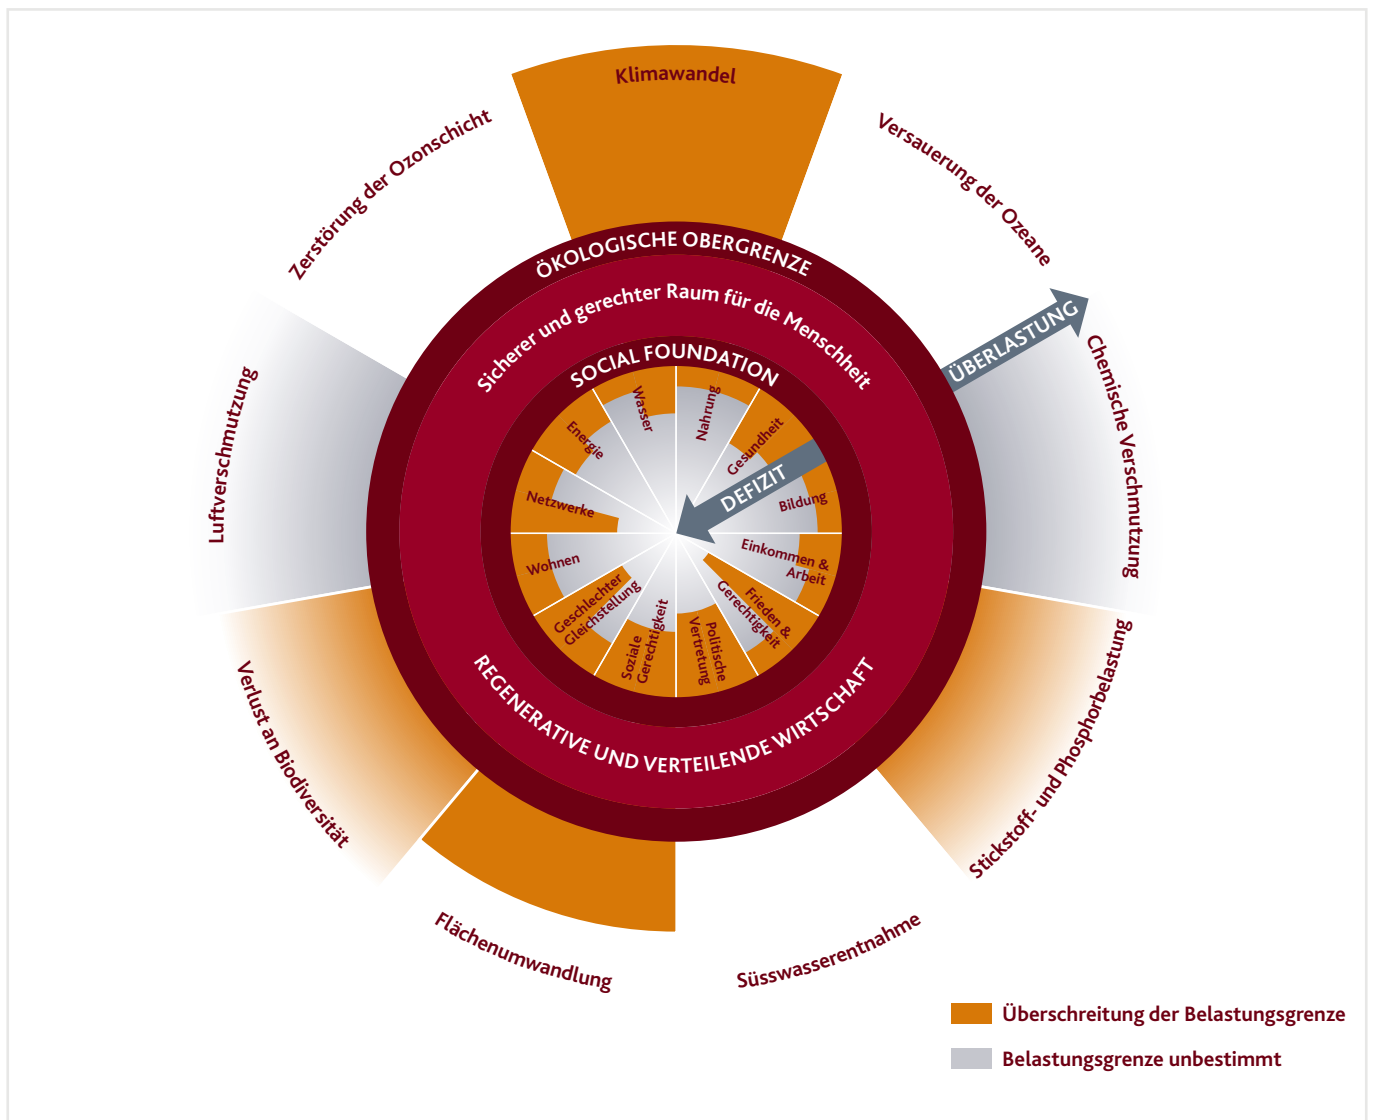 Klimawandel
Zerstörung der Ozonschicht
Versauerung der Ozeane
ÖKOLOGISCHE OBERGRENZE
Sicherer und gerechter Raum für die Menschheit
ÜBERLASTUNG
SOCIAL FOUNDATION
Luftverschmutzung
Chemische Verschmutzung
Wasser
Nahrung
Energie
Gesundheit
DEFIZIT
Netzwerke
Bildung
Wohnen
Einkommen &
Arbeit
Geschlechter
Gleichstellung
Frieden &
Gerechtigkeit
Soziale
Gerechtigkeit
Politische
Vertretung
REGENERATIVE UND VERTEILENDE WIRTSCHAFT
Verlust an Biodiversität
Stickstoff- und Phosphorbelastung
Flächenumwandlung
Süsswasserentnahme
Überschreitung der Belastungsgrenze
Belastungsgrenze unbestimmt